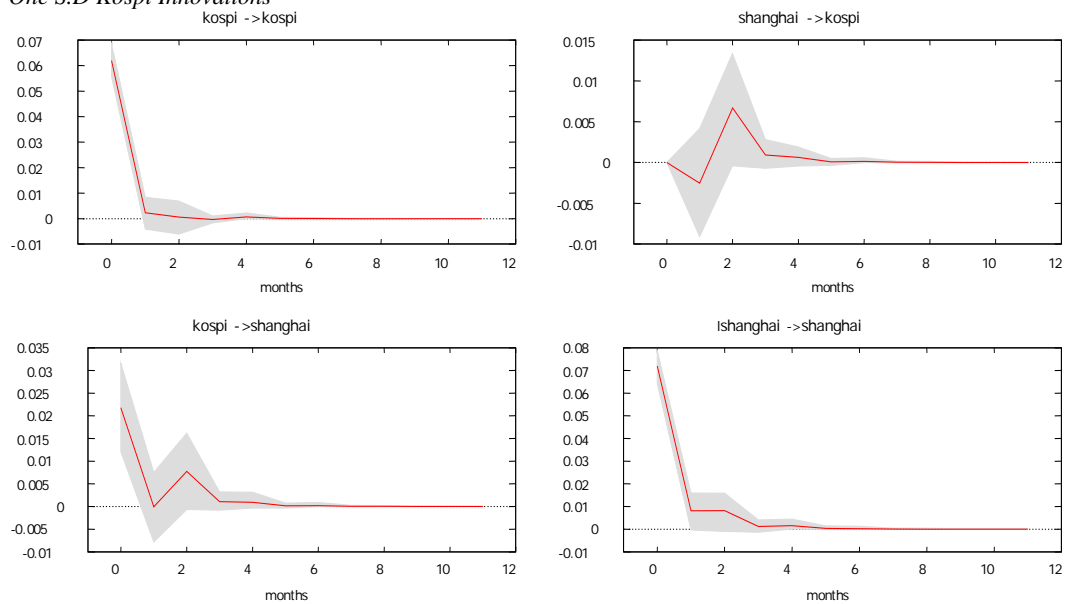 One S.D Kospi Innovations
kospi ->kospi
0.07
0.06
0.05
0.04
0.03
0.02
0.01
0
-0.01
0 2 4 6 8 10 12
months
shanghai ->kospi
0.015
0.01
0.005
0
-0.005
-0.01
0 2 4 6 8 10 12
months
kospi ->shanghai
0.035
0.03
0.025
0.02
0.015
0.01
0.005
0
-0.005
-0.01
0 2 4 6 8 10 12
months
lshanghai ->shanghai
0.08
0.07
0.06
0.05
0.04
0.03
0.02
0.01
0
-0.01
0 2 4 6 8 10 12
months